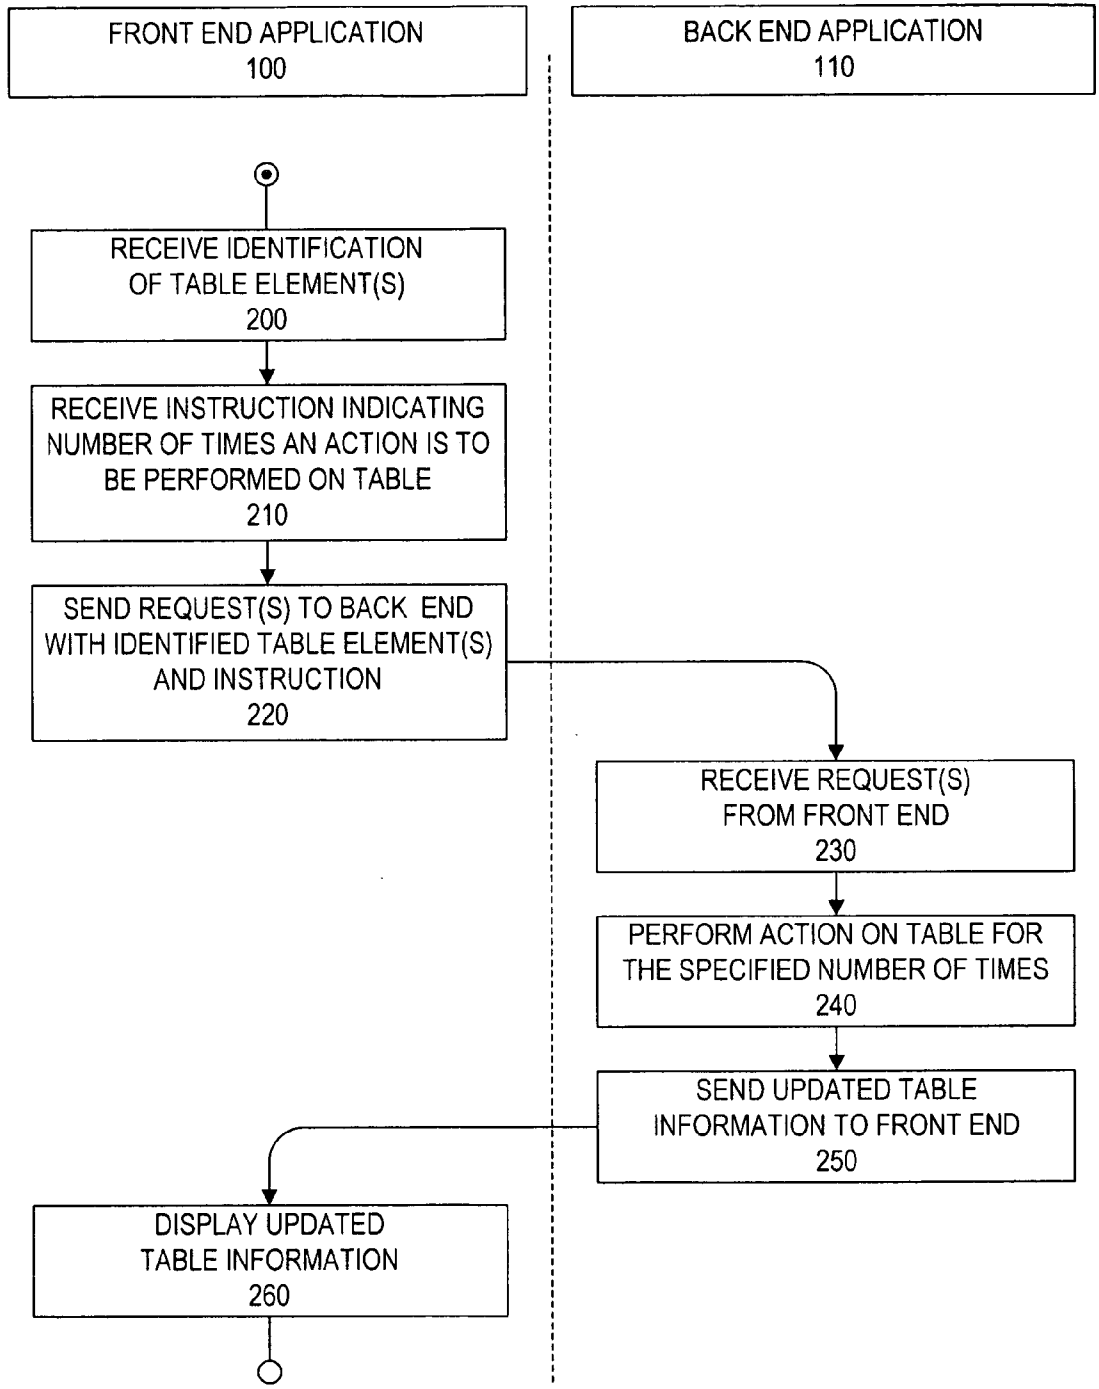 FRONT END APPLICATION
100
BACK END APPLICATION
110
RECEIVE IDENTIFICATION
OF TABLE ELEMENT(S)
200
RECEIVE INSTRUCTION INDICATING
NUMBER OF TIMES AN ACTION IS TO
BE PERFORMED ON TABLE
210
SEND REQUEST(S) TO BACK END
WITH IDENTIFIED TABLE ELEMENT(S)
AND INSTRUCTION
220
RECEIVE REQUEST(S)
FROM FRONT END
230
PERFORM ACTION ON TABLE FOR
THE SPECIFIED NUMBER OF TIMES
240
SEND UPDATED TABLE
INFORMATION TO FRONT END
250
DISPLAY UPDATED
TABLE INFORMATION
260